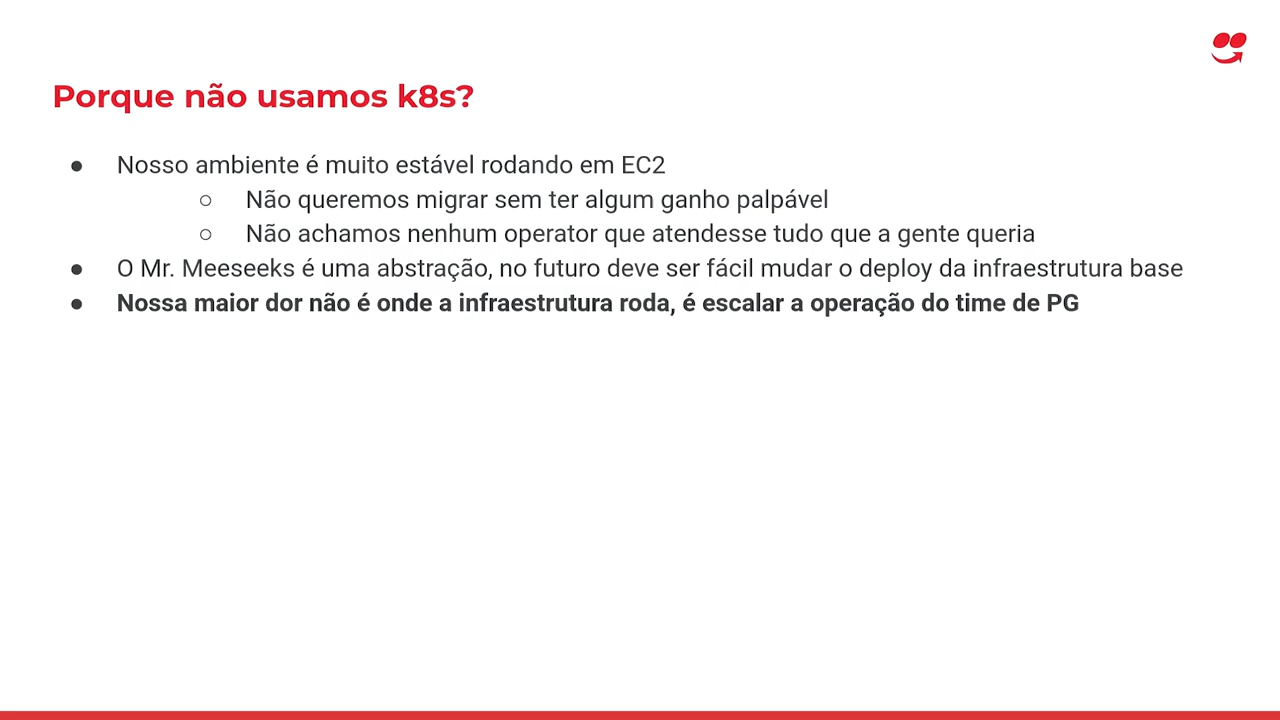 Porque não usamos k8s?
● Nosso ambiente é muito estável rodando em EC2
○ Não queremos migrar sem ter algum ganho palpável
○ Não achamos nenhum operator que atendesse tudo que a gente queria
● O Mr. Meeseeks é uma abstração, no futuro deve ser fácil mudar o deploy da infraestrutura base
● Nossa maior dor não é onde a infraestrutura roda, é escalar a operação do time de PG